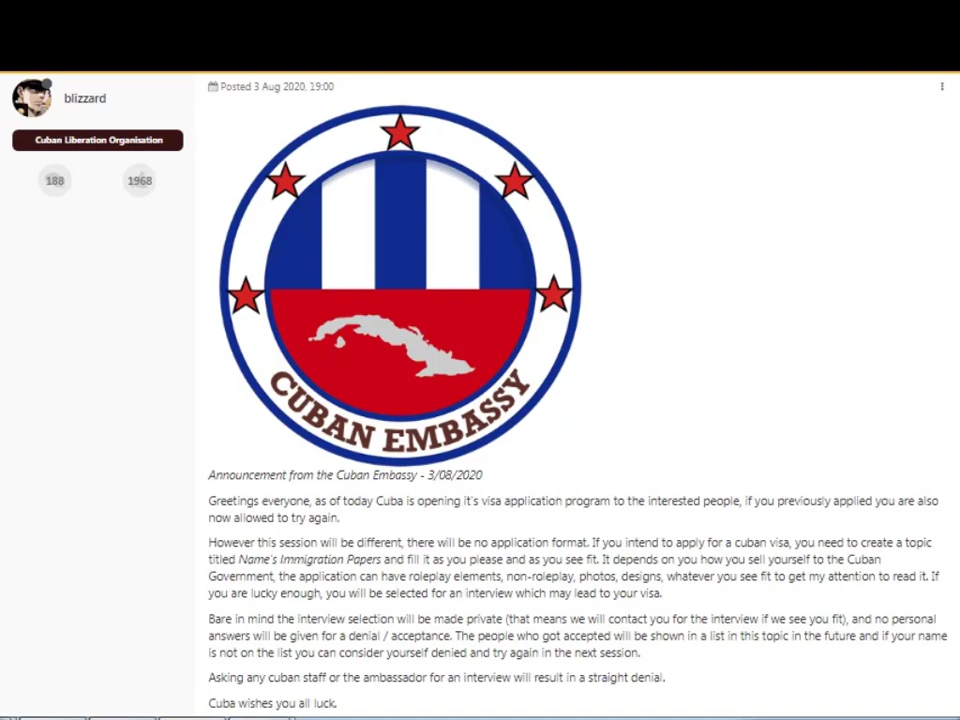 blizzard
Cuban Liberation Organisation
188
1968
Posted 3 Aug 2020, 19:00
CUBAN EMBASSY
Announcement from the Cuban Embassy - 3/08/2020
Greetings everyone, as of today Cuba is opening it's visa application program to the interested people, if you previously applied you are also
now allowed to try again.
However this session will be different, there will be no application format. If you intend to apply for a cuban visa, you need to create a topic
titled Name's Immigration Papers and fill it as you please and as you see fit. It depends on you how you sell yourself to the Cuban
Government, the application can have roleplay elements, non-roleplay, photos, designs, whatever you see fit to get my attention to read it. If
you are lucky enough, you will be selected for an interview which may lead to your visa.
Bare in mind the interview selection will be made private (that means we will contact you for the interview if we see you fit), and no personal
answers will be given for a denial / acceptance. The people who got accepted will be shown in a list in this topic in the future and if your name
is not on the list you can consider yourself denied and try again in the next session.
Asking any cuban staff or the ambassador for an interview will result in a straight denial.
Cuba wishes you all luck.